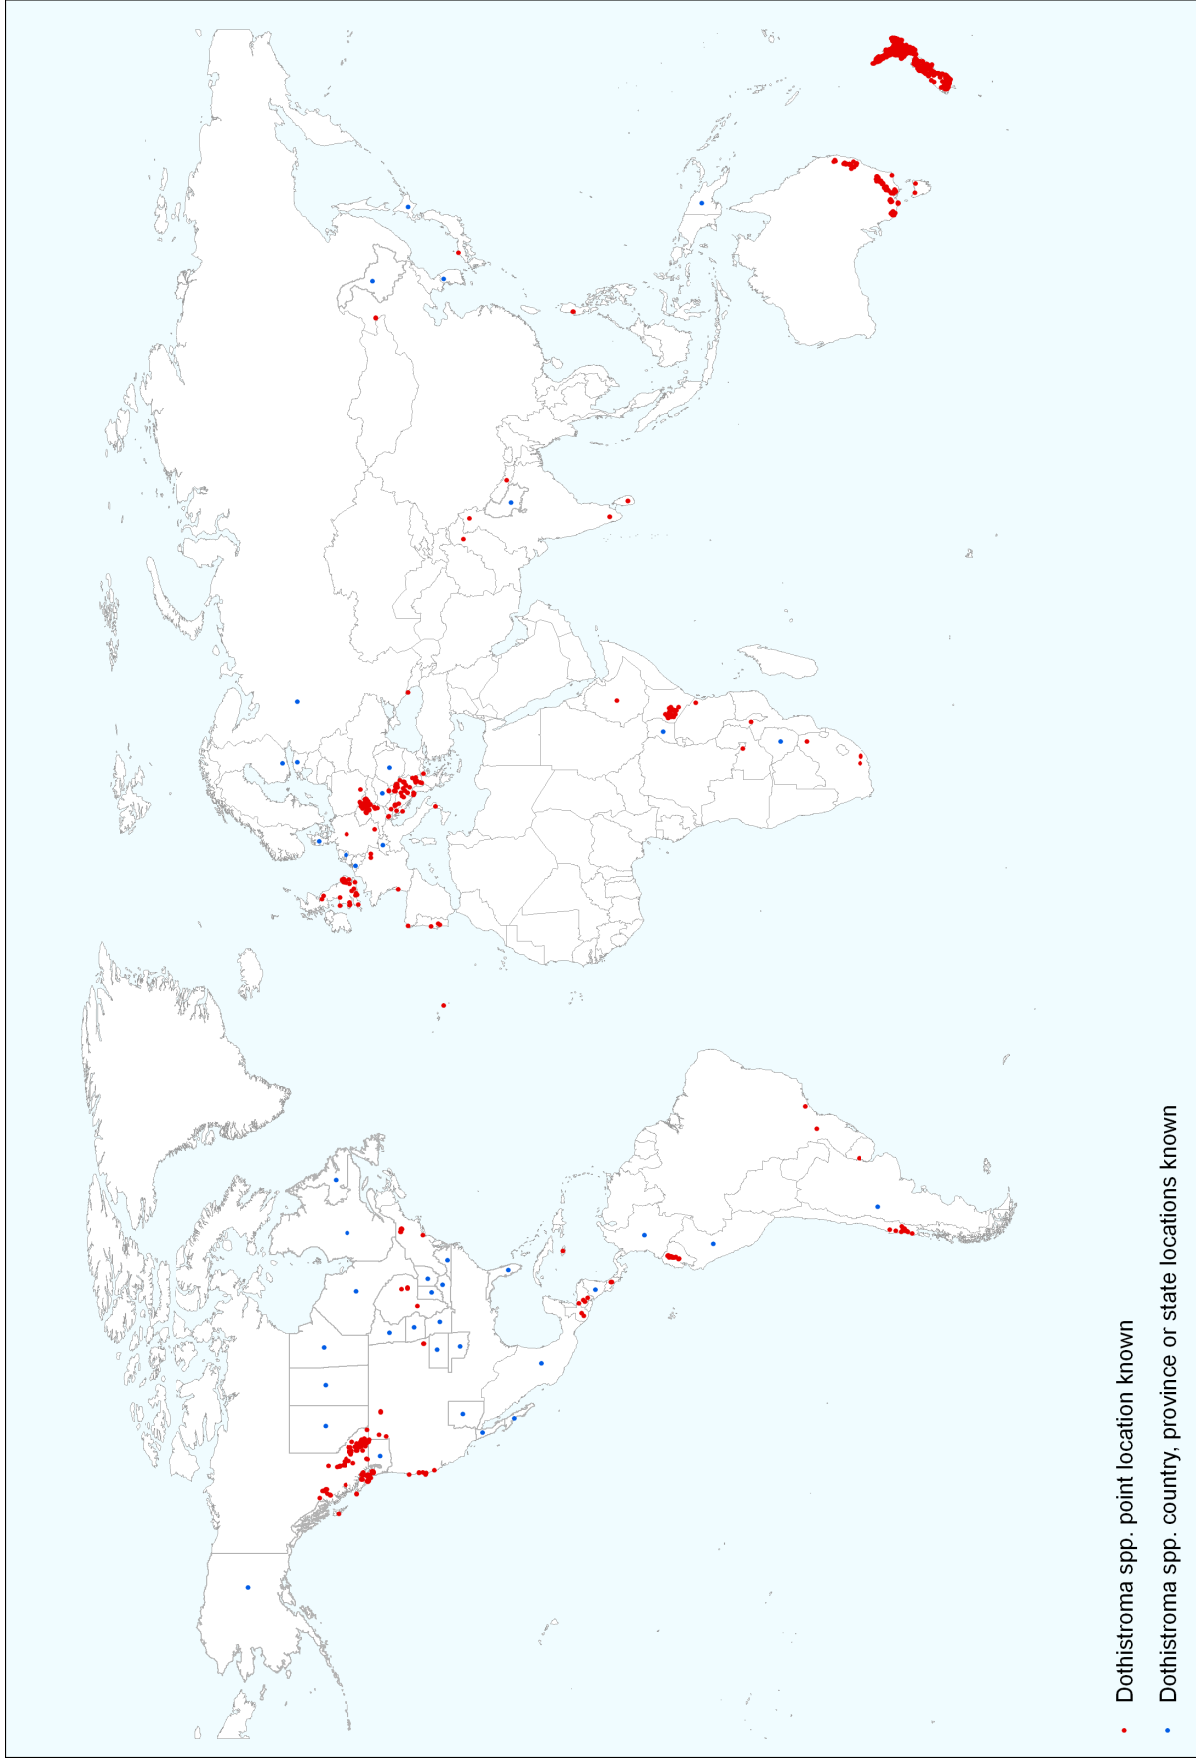 Dothistroma spp. point location known
Dothistroma spp. country, province or state locations known